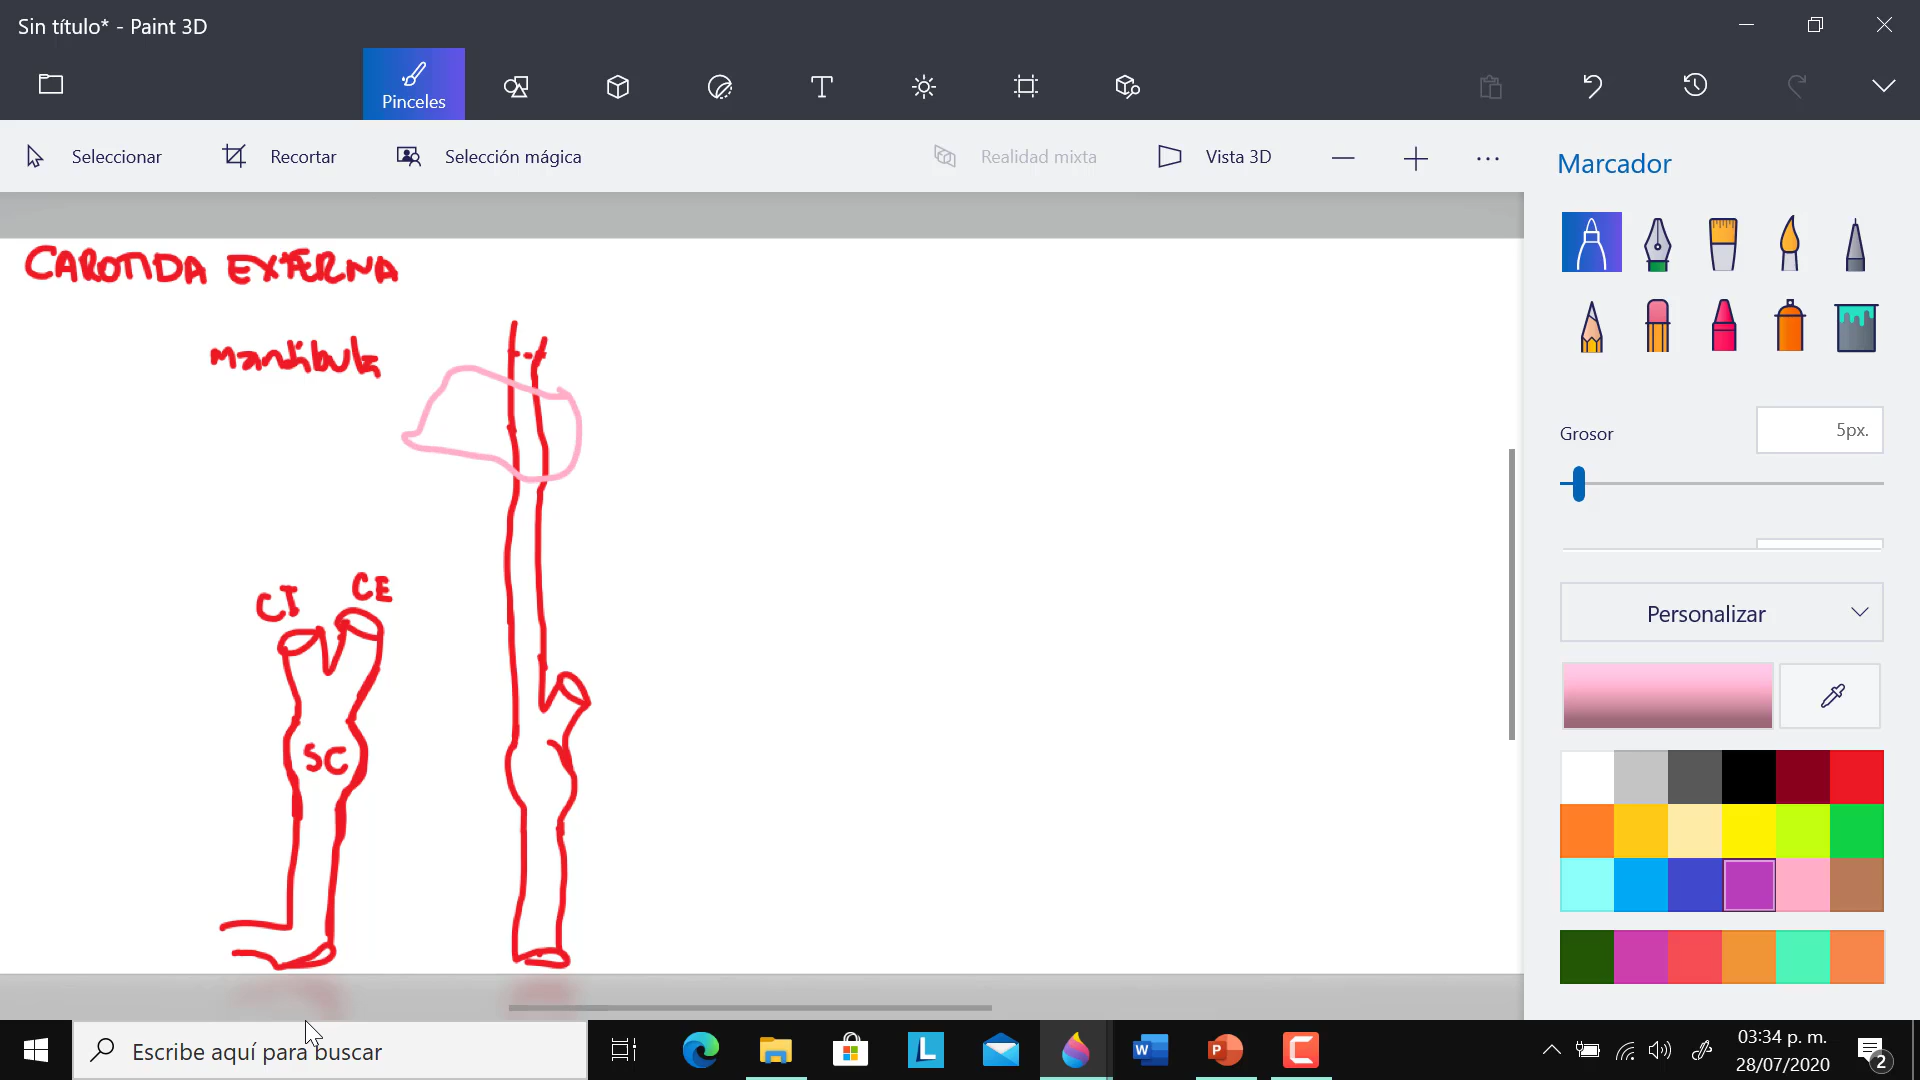 Sin título* - Paint 3D
Pinceles
Seleccionar
Recortar
Selección mágica
Realidad mixta
Vista 3D
Marcador
CAROTIDA EXTERNA
mandibula
Grosor
5px.
CI
CE
Personalizar
SC
Escribe aquí para buscar
03:34 p. m.
28/07/2020
2